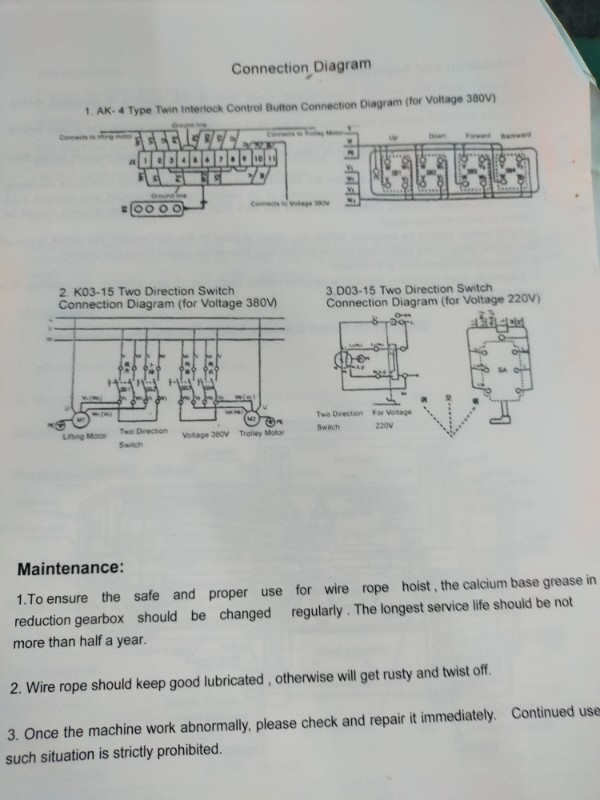 Connection Diagram
1. AK- 4 Type Twin Interlock Control Button Connection Diagram (for Voltage 380V)
Ground line
Connects to lifting motor
Connects to Trolley Motor
Up Down Forward Backward
1 2 3 4 5 6 7 8 9 10 11
Ground line
Connects to Voltage 380V
2. K03-15 Two Direction Switch
Connection Diagram (for Voltage 380V)
3.D03-15 Two Direction Switch
Connection Diagram (for Voltage 220V)
SA
Lifting Motor
Two Direction
Switch
Voltage 380V
Trolley Motor
Two Direction
Switch
For Voltage
220V
Maintenance:
1.To ensure the safe and proper use for wire rope hoist , the calcium base grease in
reduction gearbox should be changed regularly . The longest service life should be not
more than half a year.
2. Wire rope should keep good lubricated , otherwise will get rusty and twist off.
3. Once the machine work abnormally, please check and repair it immediately. Continued use
such situation is strictly prohibited.